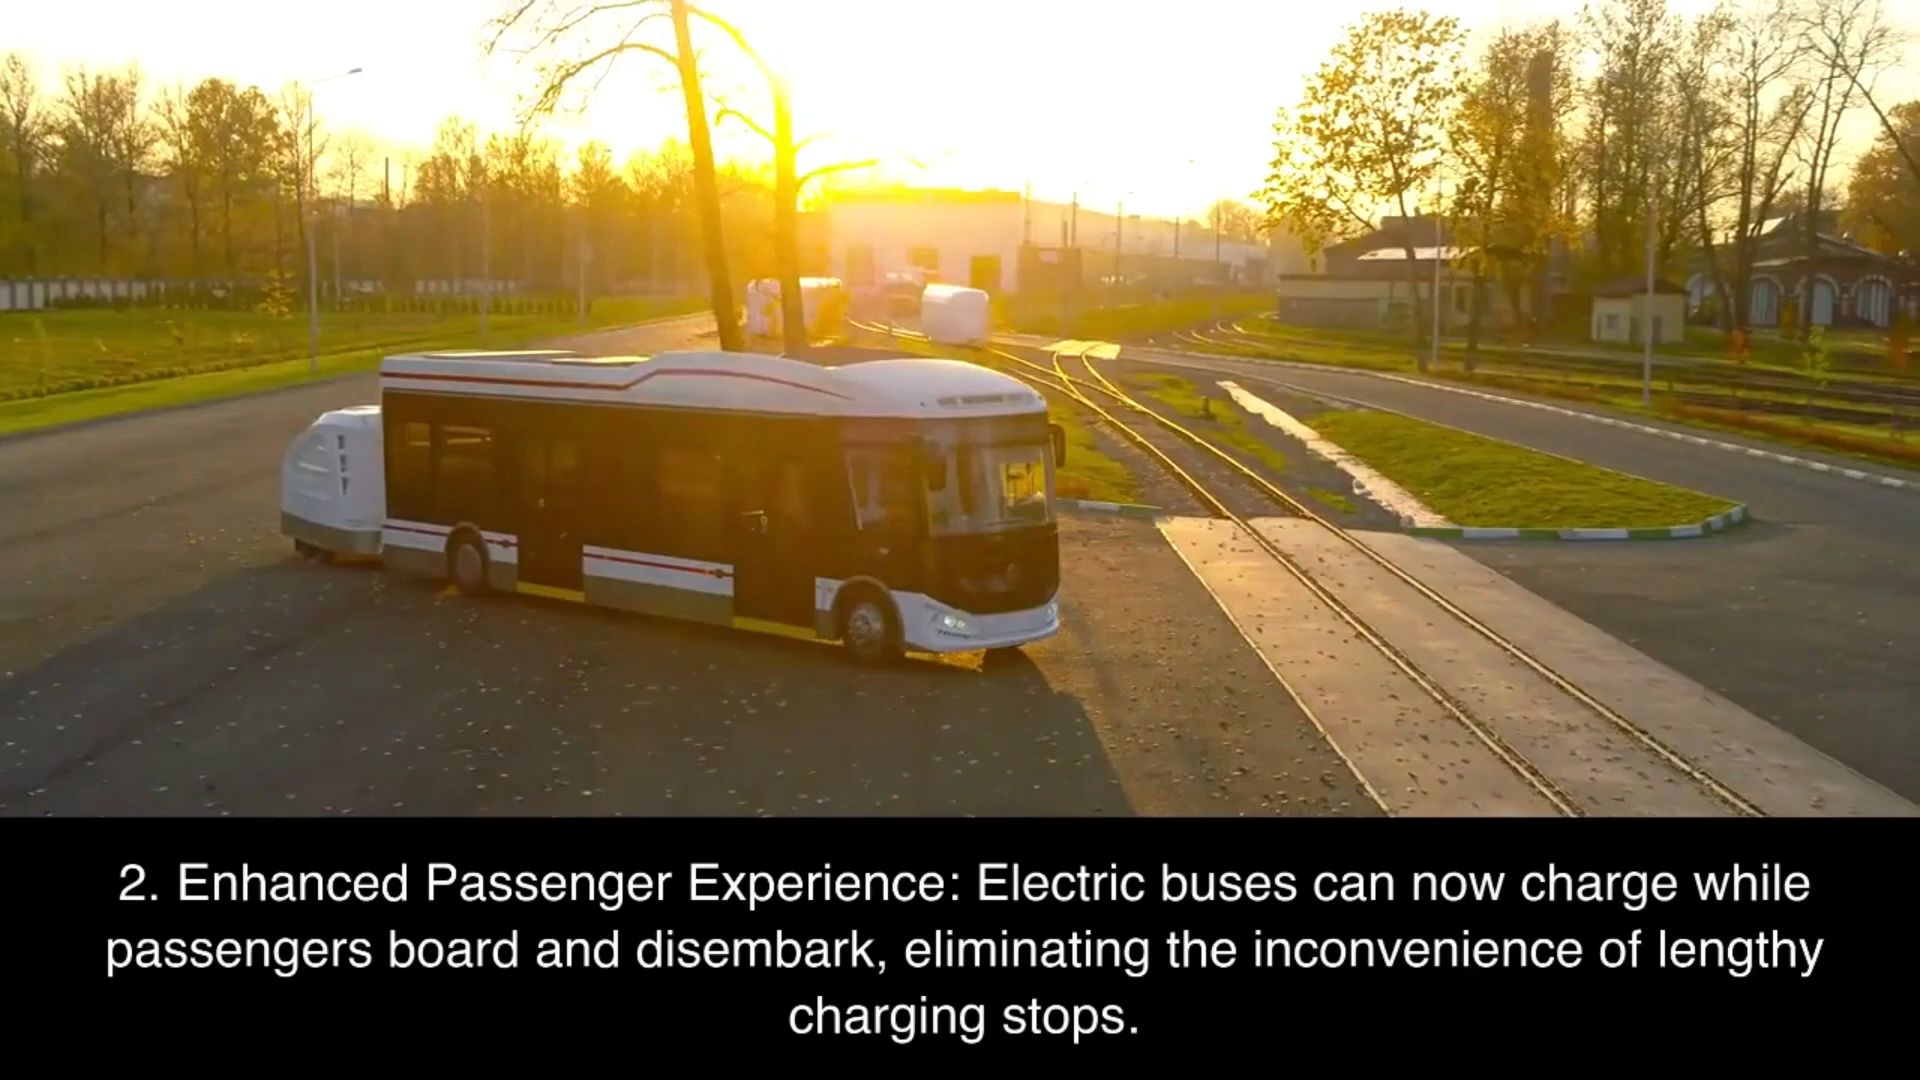 2. Enhanced Passenger Experience: Electric buses can now charge while
passengers board and disembark, eliminating the inconvenience of lengthy
charging stops.